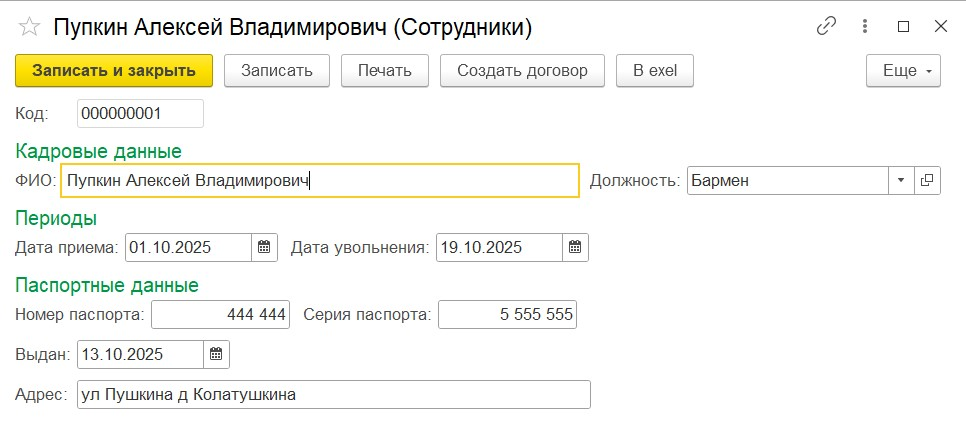 Пупкин Алексей Владимирович (Сотрудники)
Записать и закрыть Записать Печать Создать договор В exel Еще
Код: 000000001
Кадровые данные
ФИО: Пупкин Алексей Владимирович Должность: Бармен
Периоды
Дата приема: 01.10.2025 Дата увольнения: 19.10.2025
Паспортные данные
Номер паспорта: 444 444 Серия паспорта: 5 555 555
Выдан: 13.10.2025
Адрес: ул Пушкина д Колатушкина